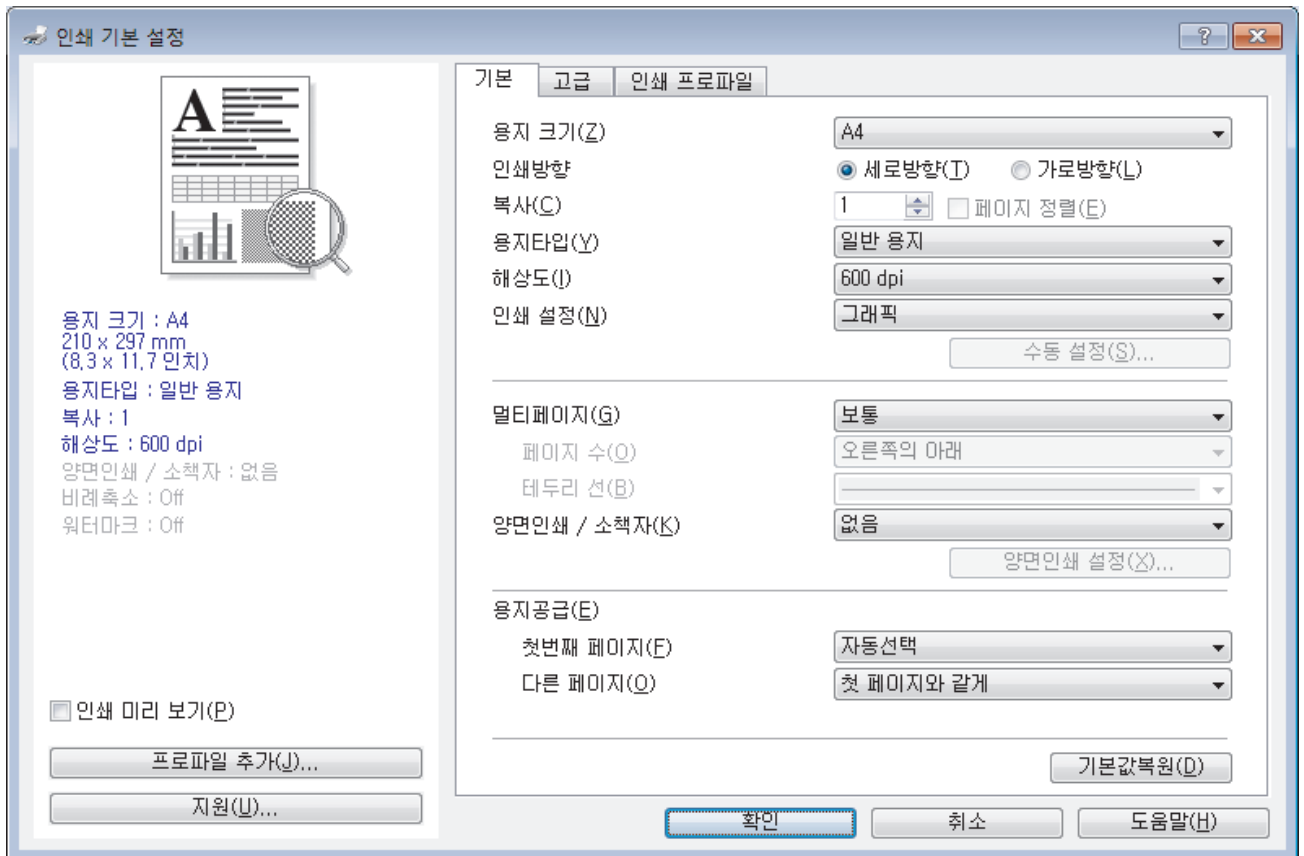 인쇄 기본 설정
A
용지 크기 : A4
210 x 297 mm
(8,3 x 11,7 인치)
용지타입 : 일반 용지
복사 : 1
해상도 : 600 dpi
양면인쇄 / 소책자 : 없음
비례축소 : Off
워터마크 : Off
인쇄 미리 보기(P)
프로파일 추가(J)...
지원(U)...
기본 고급 인쇄 프로파일
용지 크기(Z) A4
인쇄방향 세로방향(T) 가로방향(L)
복사(C) 1 페이지 정렬(E)
용지타입(Y) 일반 용지
해상도(I) 600 dpi
인쇄 설정(N) 그래픽
수동 설정(S)...
멀티페이지(G) 보통
페이지 수(O) 오른쪽의 아래
테두리 선(B)
양면인쇄 / 소책자(K) 없음
양면인쇄 설정(X)...
용지공급(E)
첫번째 페이지(F) 자동선택
다른 페이지(O) 첫 페이지와 같게
기본값복원(D)
확인 취소 도움말(H)